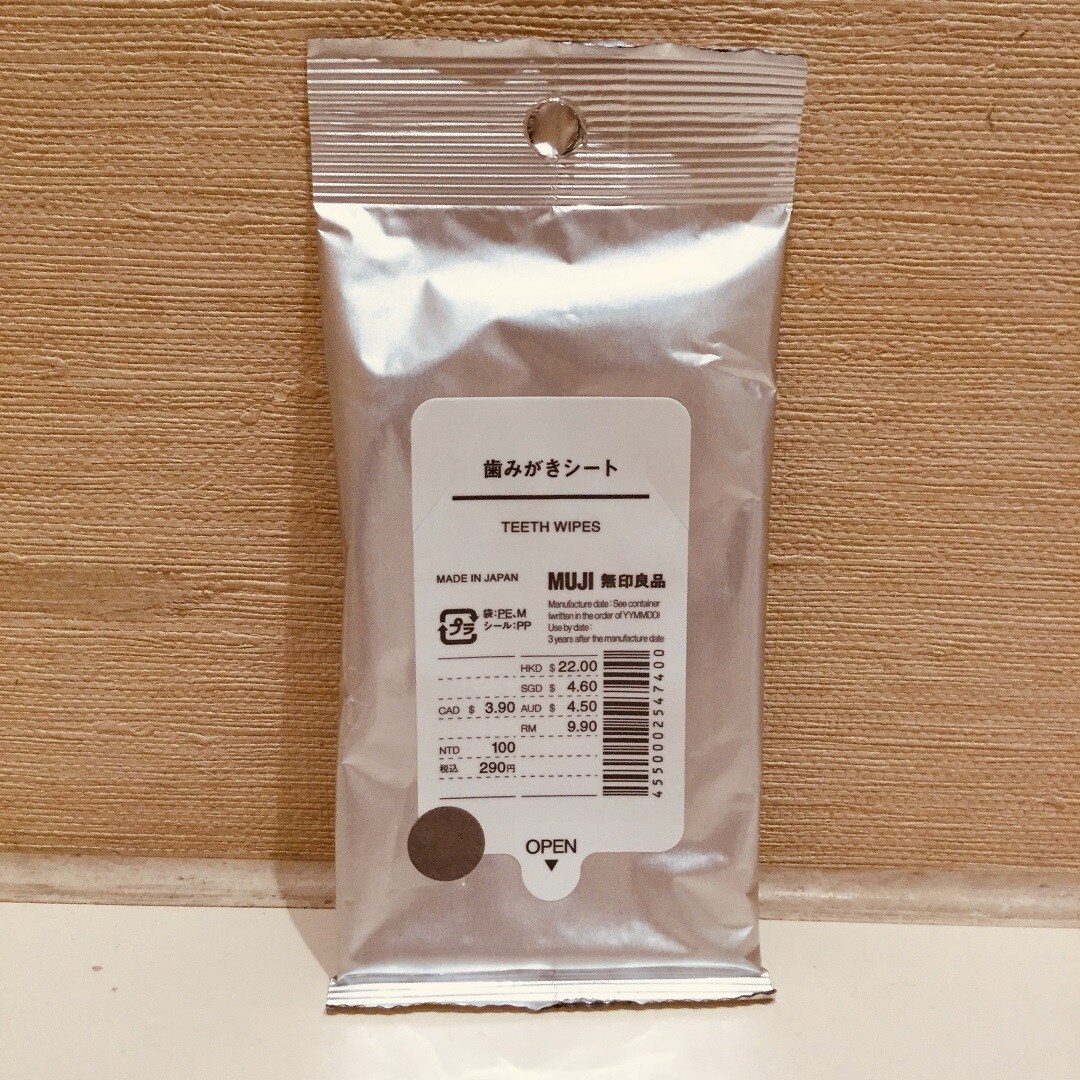 歯みがきシート
TEETH WIPES
MADE IN JAPAN
MUJI 無印良品
Manufacture date : See container
(written in the order of YYMMDD)
Use by date :
3 years after the manufacture date
プラ
袋:PE、M
シール:PP
HKD $ 22.00
SGD $ 4.60
CAD $ 3.90 AUD $ 4.50
RM 9.90
NTD 100
税込 290円
4550002547400
OPEN